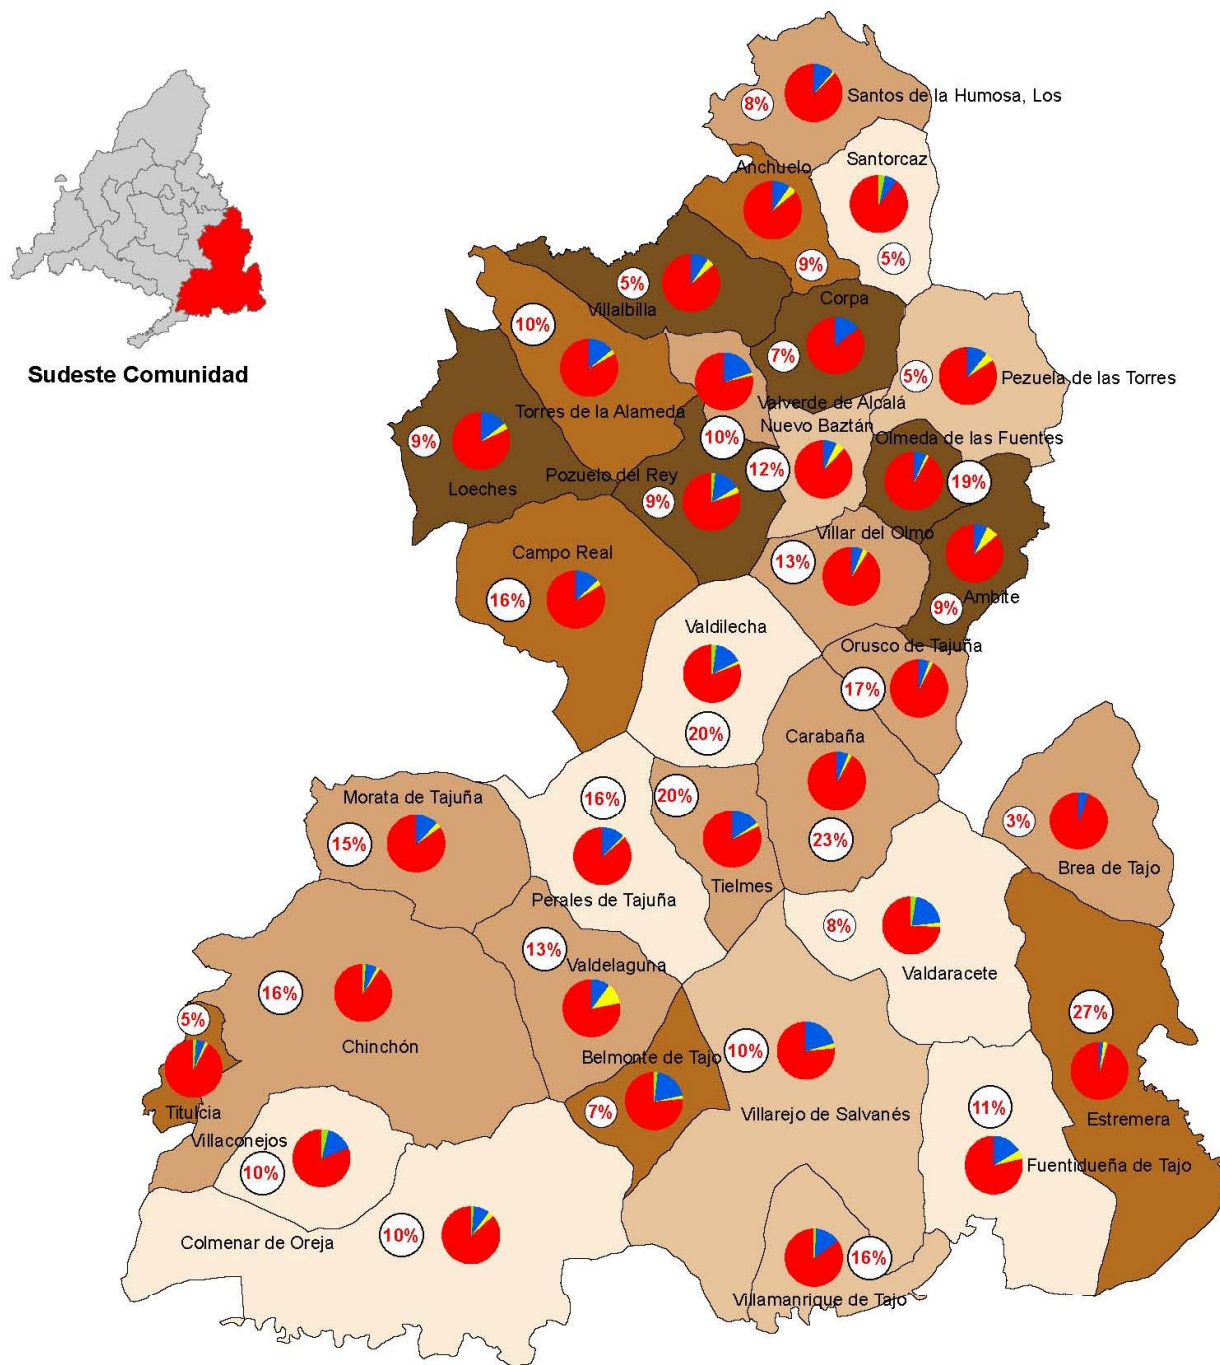 Santos de la Humosa, Los
8%
Anchuelo
Santorcaz
9%
5%
Sudeste Comunidad
5%
Villalbilla
Corpa
10%
7%
5%
Pezuela de las Torres
Torres de la Alameda
Valverde de Alcalá
9%
10%
Nuevo Baztán
Olmeda de las Fuentes
Loeches
Pozuelo del Rey
12%
19%
9%
Campo Real
Villar del Olmo
13%
16%
9%
Ambite
Valdilecha
Orusco de Tajuña
17%
20%
Carabaña
Morata de Tajuña
16%
20%
15%
23%
3%
Brea de Tajo
Tielmes
Perales de Tajuña
13%
8%
Valdelaguna
Valdaracete
16%
27%
5%
Chinchón
Belmonte de Tajo
10%
Titulcia
7%
Villarejo de Salvanés
11%
Estremera
Villaconejos
10%
Fuentidueña de Tajo
Colmenar de Oreja
10%
16%
Villamanrique de Tajo